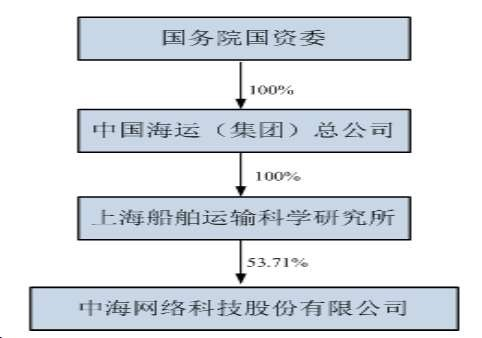 国务院国资委
100%
中国海运（集团）总公司
100%
上海船舶运输科学研究所
53.71%
中海网络科技股份有限公司